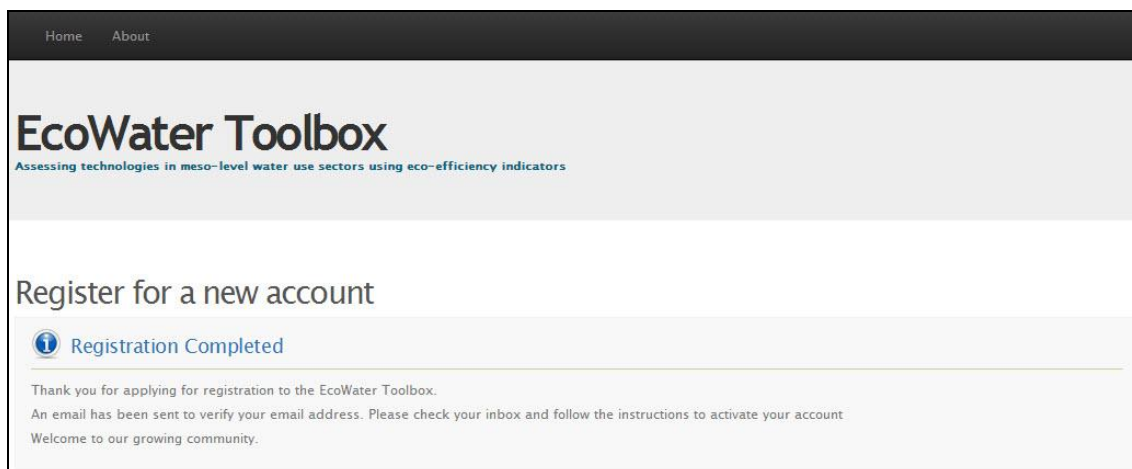 Home About
EcoWater Toolbox
Assessing technologies in meso-level water use sectors using eco-efficiency indicators
Register for a new account
Registration Completed
Thank you for applying for registration to the EcoWater Toolbox.
An email has been sent to verify your email address. Please check your inbox and follow the instructions to activate your account
Welcome to our growing community.